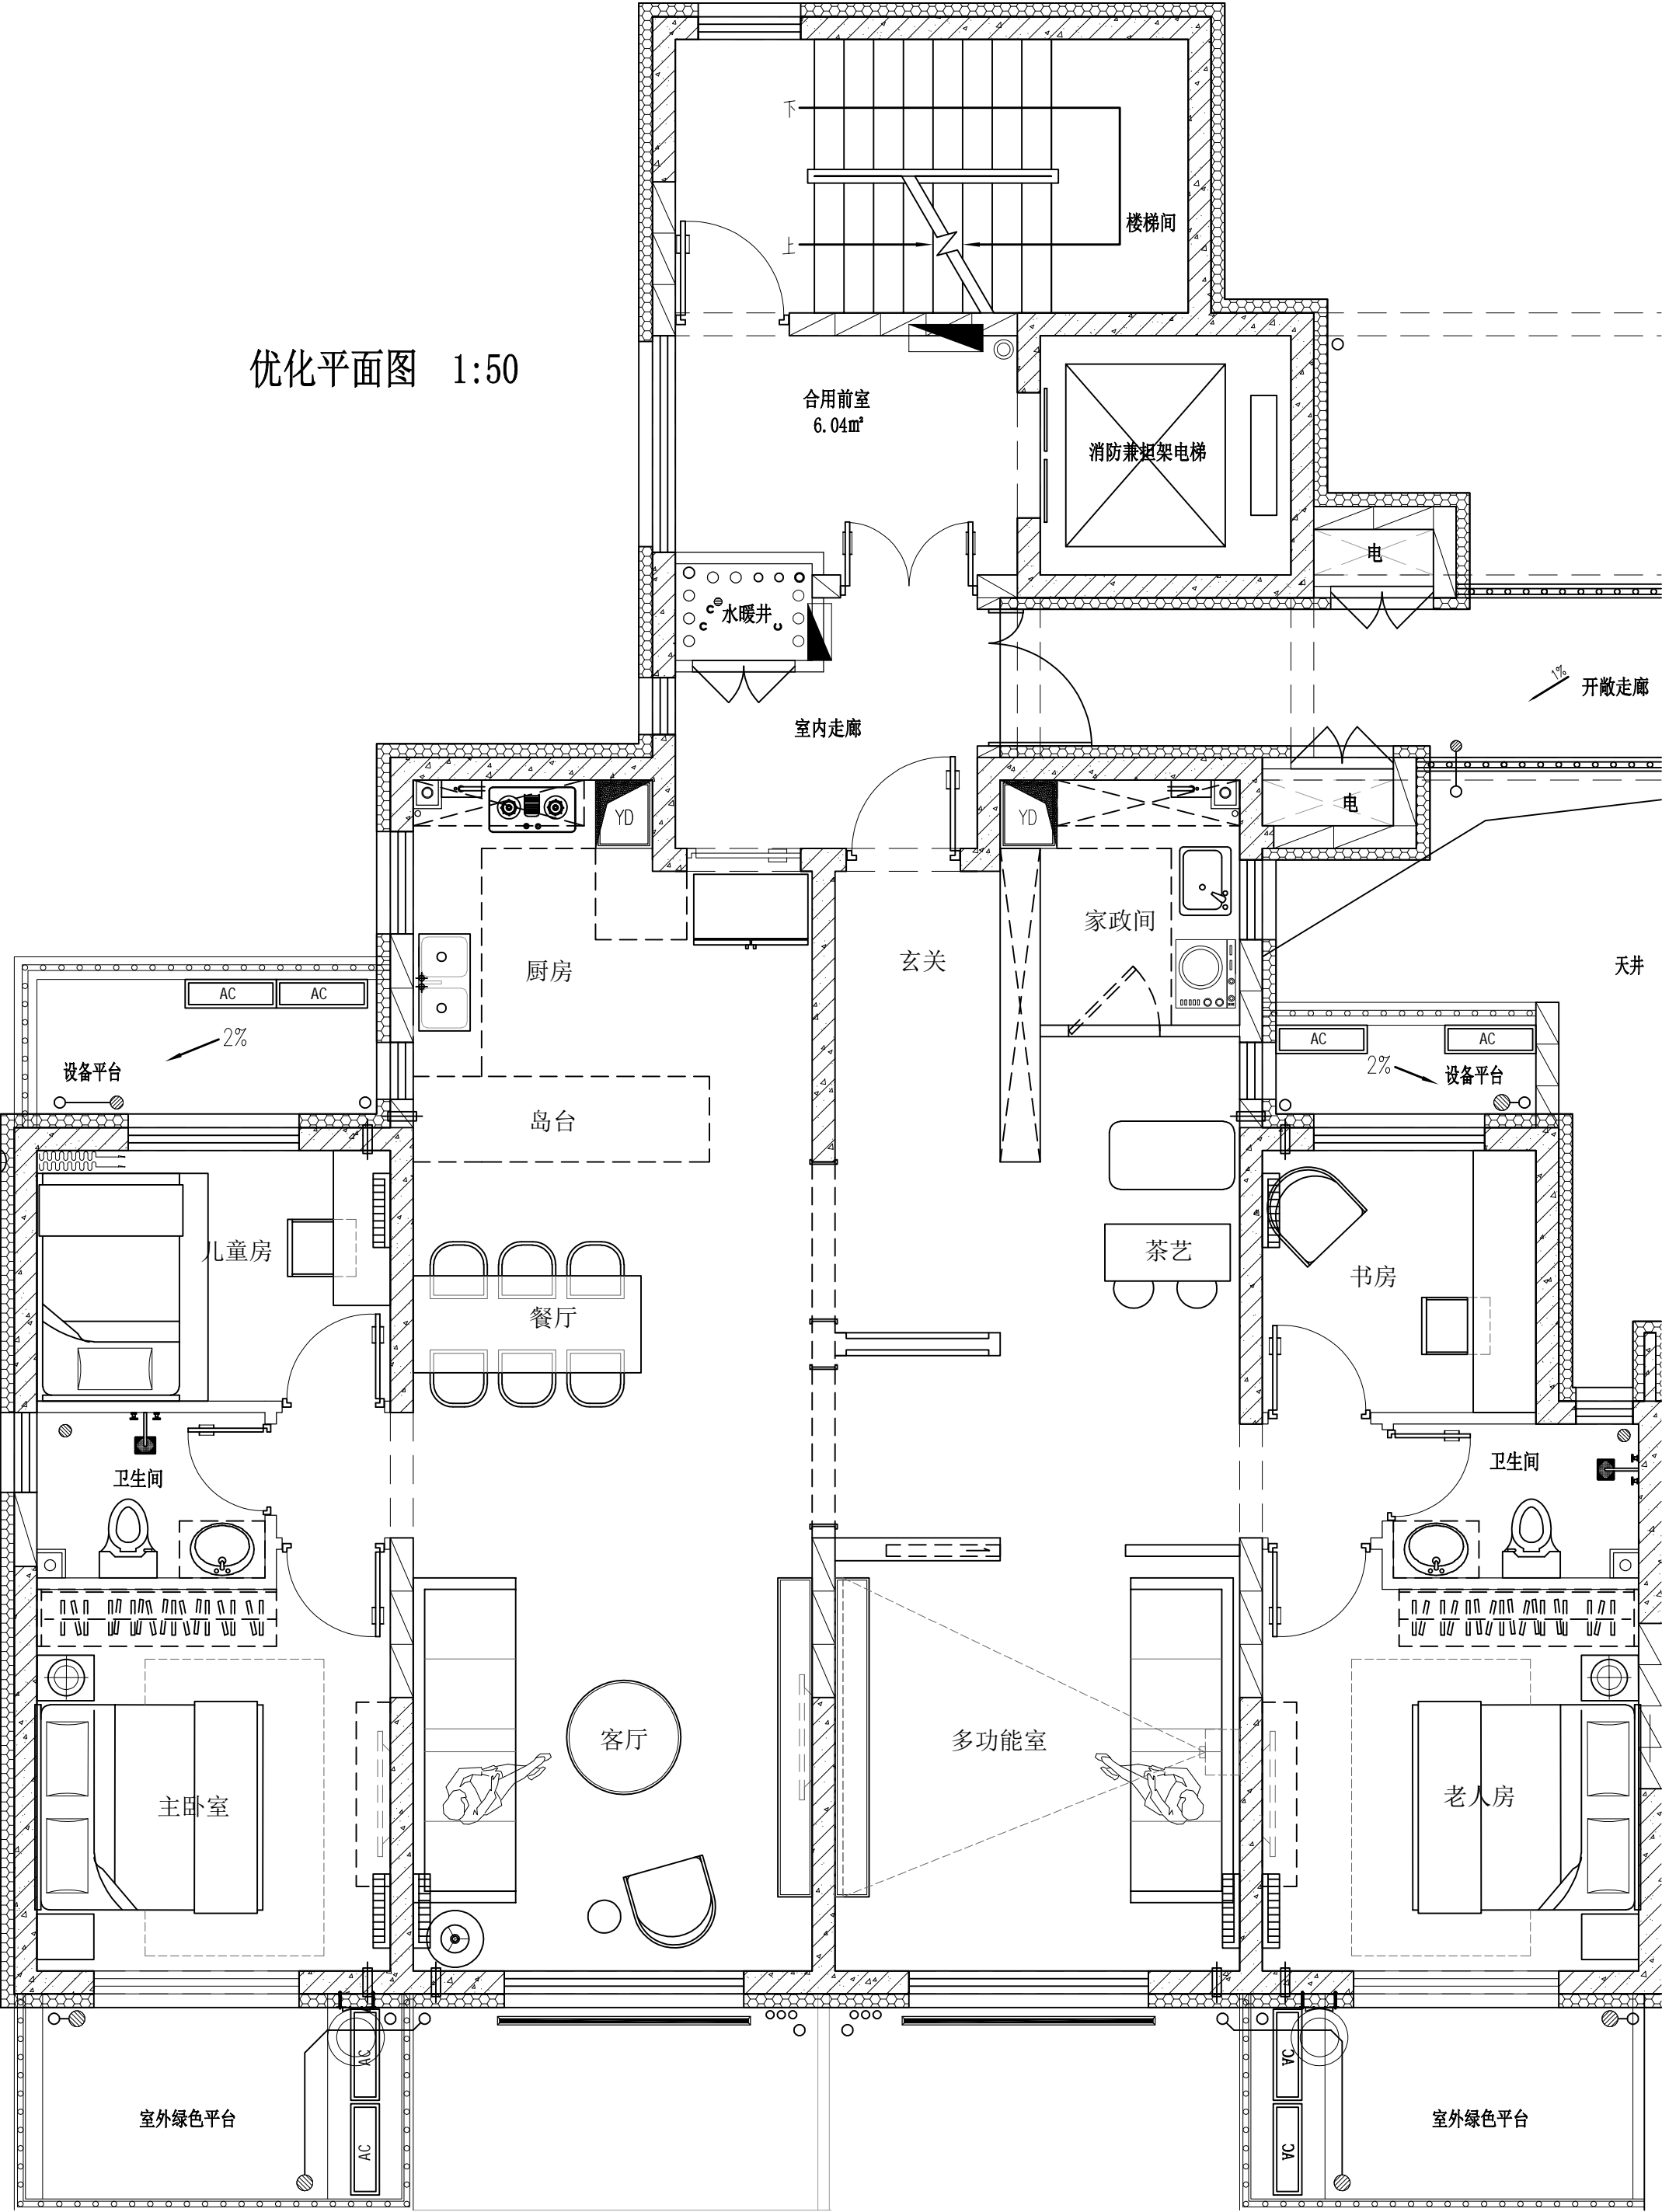 下
楼梯间
上
优化平面图 1:50
合用前室
6.04㎡
消防兼担架电梯
电
水暖井
1%
开敞走廊
室内走廊
电
YD
YD
家政间
厨房
玄关
天井
AC
AC
2%
设备平台
AC
AC
2%
设备平台
岛台
儿童房
茶艺
书房
餐厅
卫生间
卫生间
客厅
多功能室
主卧室
老人房
AC
AC
室外绿色平台
AC
AC
室外绿色平台